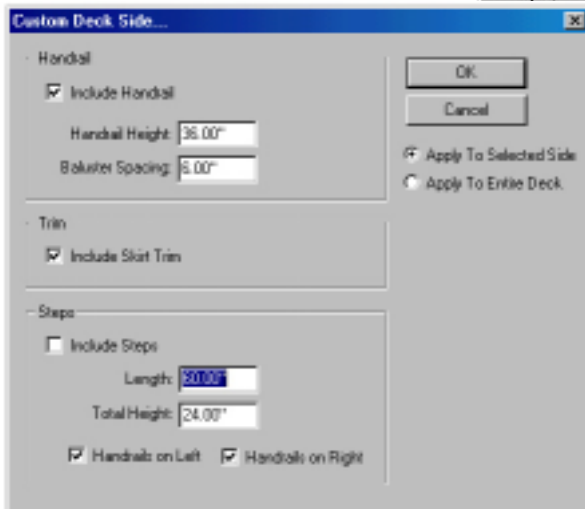 Custom Deck Side...
Handrail
Include Handrail
Handrail Height: 36.00"
Baluster Spacing: 6.00"
Trim
Include Skirt Trim
Steps
Include Steps
Length: 60.00"
Total Height: 24.00"
Handrails on Left
Handrails on Right
OK
Cancel
Apply To Selected Side
Apply To Entire Deck